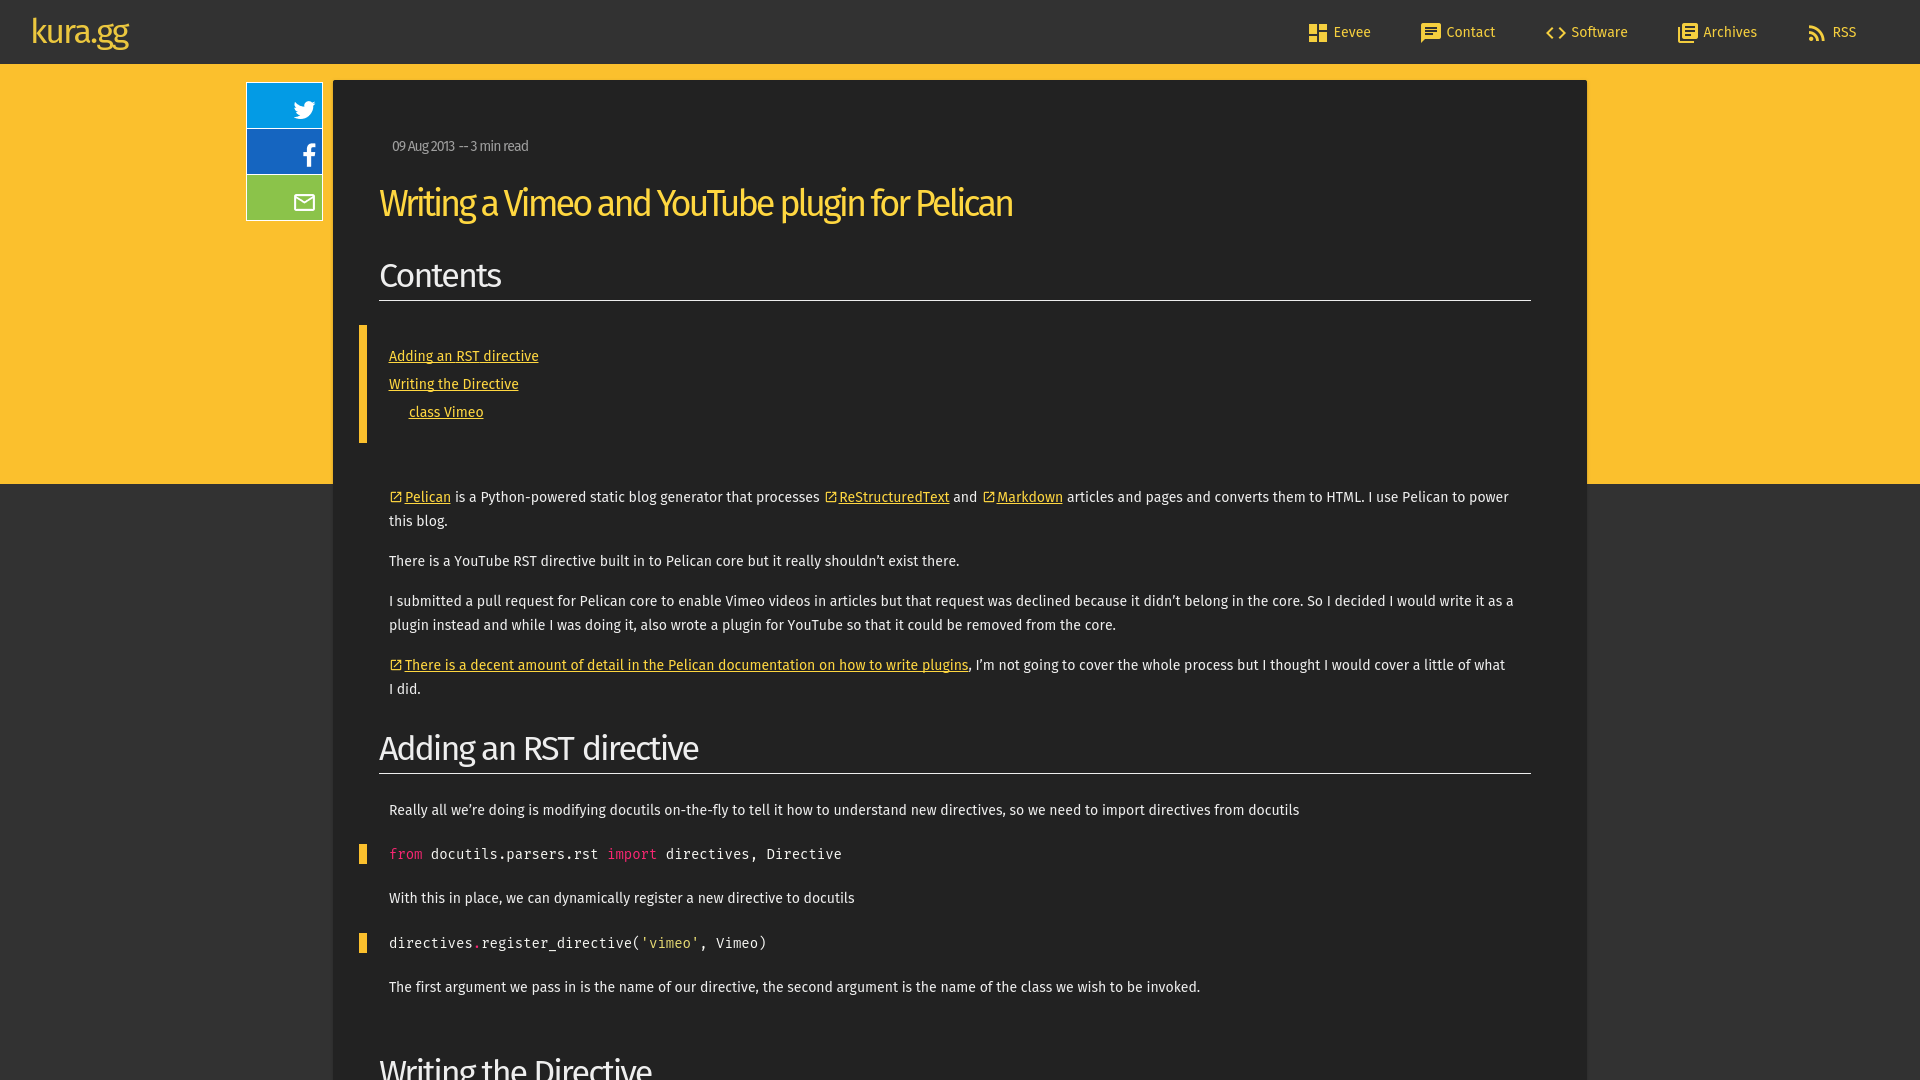 kura.gg
Eevee
Contact
Software
Archives
RSS
09 Aug 2013 -- 3 min read
Writing a Vimeo and YouTube plugin for Pelican
Contents
Adding an RST directive
Writing the Directive
class Vimeo
Pelican is a Python-powered static blog generator that processes ReStructuredText and Markdown articles and pages and converts them to HTML. I use Pelican to power
this blog.
There is a YouTube RST directive built in to Pelican core but it really shouldn’t exist there.
I submitted a pull request for Pelican core to enable Vimeo videos in articles but that request was declined because it didn’t belong in the core. So I decided I would write it as a
plugin instead and while I was doing it, also wrote a plugin for YouTube so that it could be removed from the core.
There is a decent amount of detail in the Pelican documentation on how to write plugins, I’m not going to cover the whole process but I thought I would cover a little of what
I did.
Adding an RST directive
Really all we’re doing is modifying docutils on-the-fly to tell it how to understand new directives, so we need to import directives from docutils
from docutils.parsers.rst import directives, Directive
With this in place, we can dynamically register a new directive to docutils
directives.register_directive('vimeo', Vimeo)
The first argument we pass in is the name of our directive, the second argument is the name of the class we wish to be invoked.
Writing the Directive